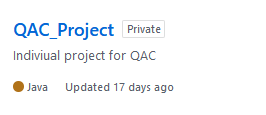 QAC_Project Private
Indiviual project for QAC
Java Updated 17 days ago